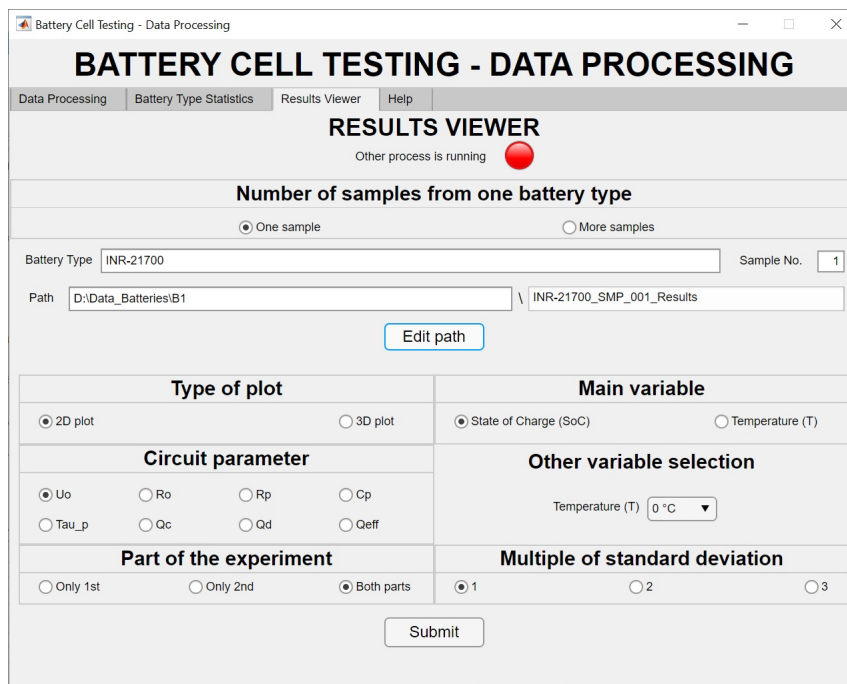 Battery Cell Testing - Data Processing
BATTERY CELL TESTING - DATA PROCESSING
Data Processing Battery Type Statistics Results Viewer Help
RESULTS VIEWER
Other process is running
Number of samples from one battery type
One sample More samples
Battery Type INR-21700 Sample No. 1
Path D:\Data_Batteries\B1 \ INR-21700_SMP_001_Results
Edit path
Type of plot Main variable
2D plot 3D plot State of Charge (SoC) Temperature (T)
Circuit parameter Other variable selection
Uo Ro Rp Cp
Temperature (T) 0 °C
Tau_p Qc Qd Qeff
Part of the experiment Multiple of standard deviation
Only 1st Only 2nd Both parts 1 2 3
Submit